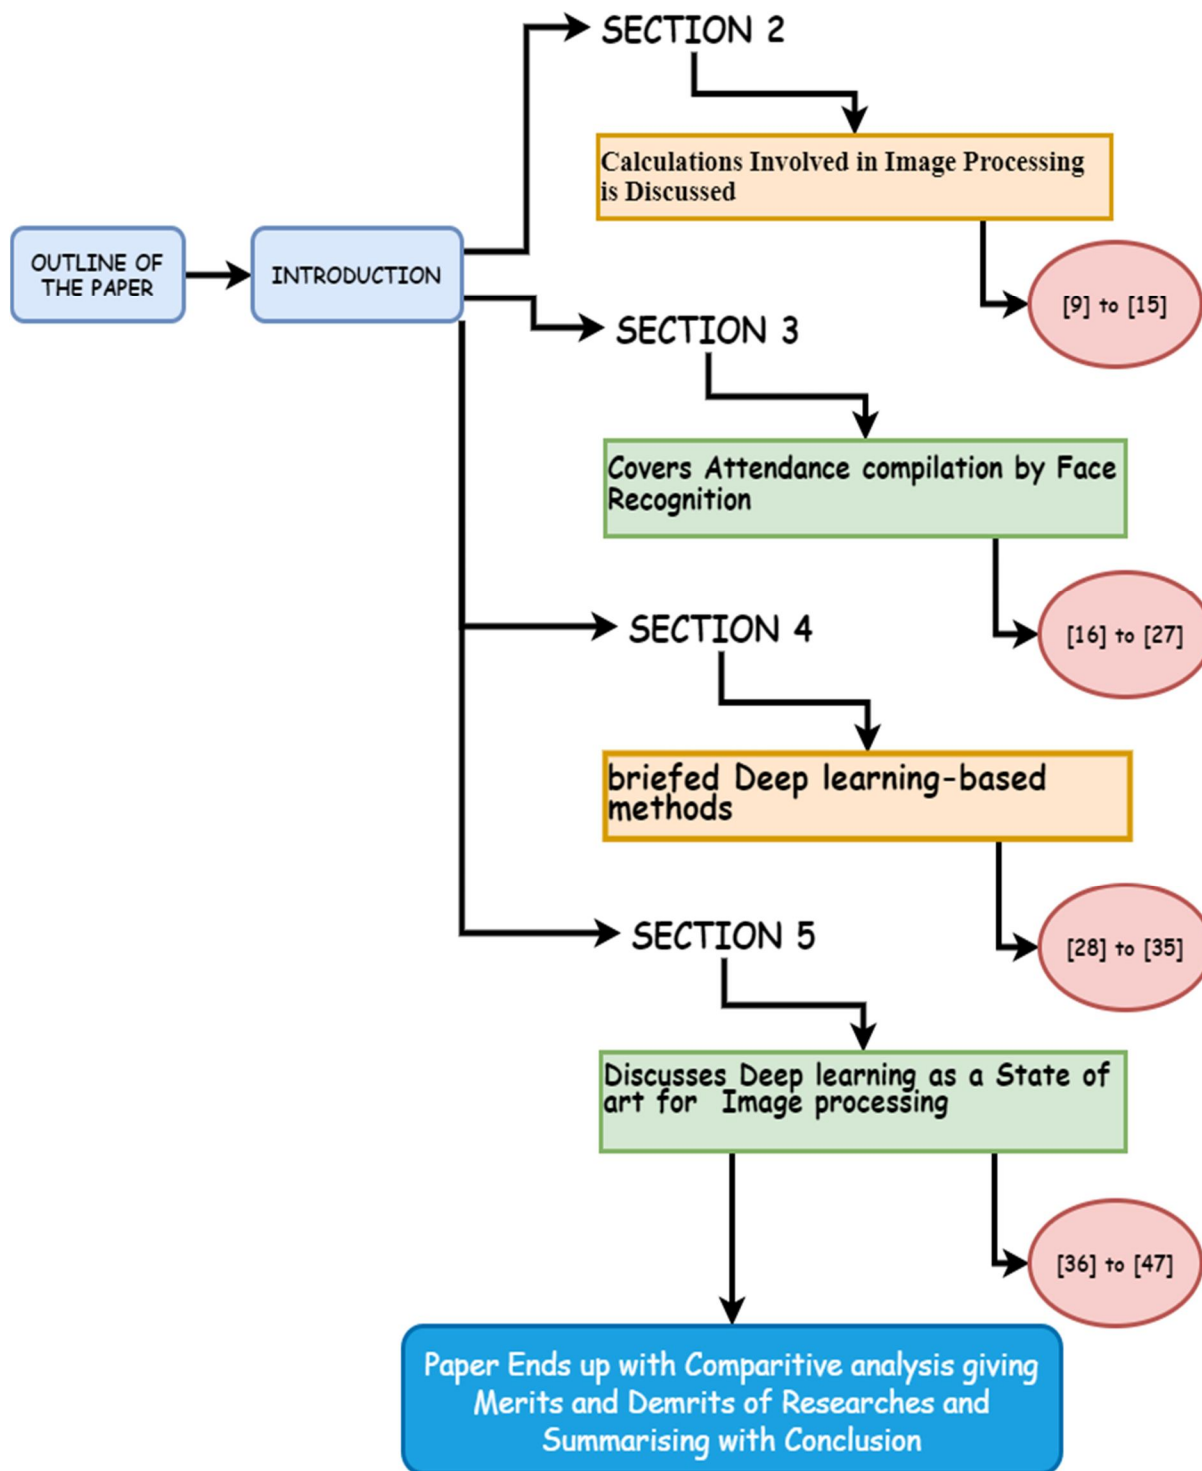 SECTION 2
Calculations Involved in Image Processing
is Discussed
OUTLINE OF
THE PAPER
INTRODUCTION
[9] to [15]
SECTION 3
Covers Attendance compilation by Face
Recognition
[16] to [27]
SECTION 4
briefed Deep learning-based
methods
[28] to [35]
SECTION 5
Discusses Deep learning as a State of
art for Image processing
[36] to [47]
Paper Ends up with Comparitive analysis giving
Merits and Demrits of Researches and
Summarising with Conclusion